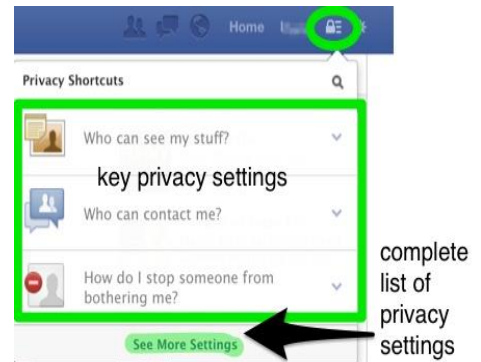 Home
Privacy Shortcuts
Who can see my stuff?
key privacy settings
Who can contact me?
How do I stop someone from
bothering me?
See More Settings
complete
list of
privacy
settings